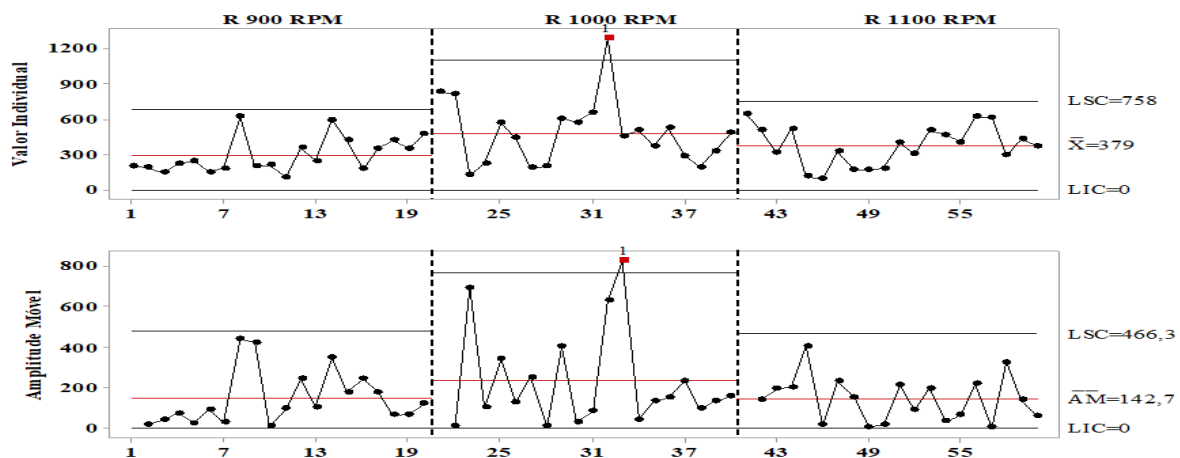 R 900 RPM R 1000 RPM R 1100 RPM
Valor Individual
1200
900
600
300
0
1
LSC=758
X̿=379
LIC=0
1 7 13 19 25 31 37 43 49 55
Amplitude Móvel
800
600
400
200
0
1
LSC=466,3
A̅M̅=142,7
LIC=0
1 7 13 19 25 31 37 43 49 55